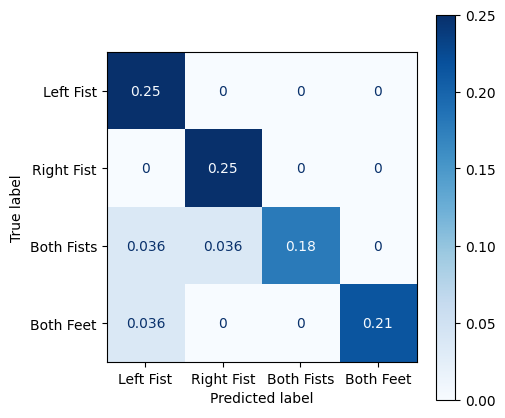 Left Fist 0.25 0 0 0
Right Fist 0 0.25 0 0
Both Fists 0.036 0.036 0.18 0
Both Feet 0.036 0 0 0.21
Left Fist Right Fist Both Fists Both Feet
Predicted label
True label
0.25
0.20
0.15
0.10
0.05
0.00